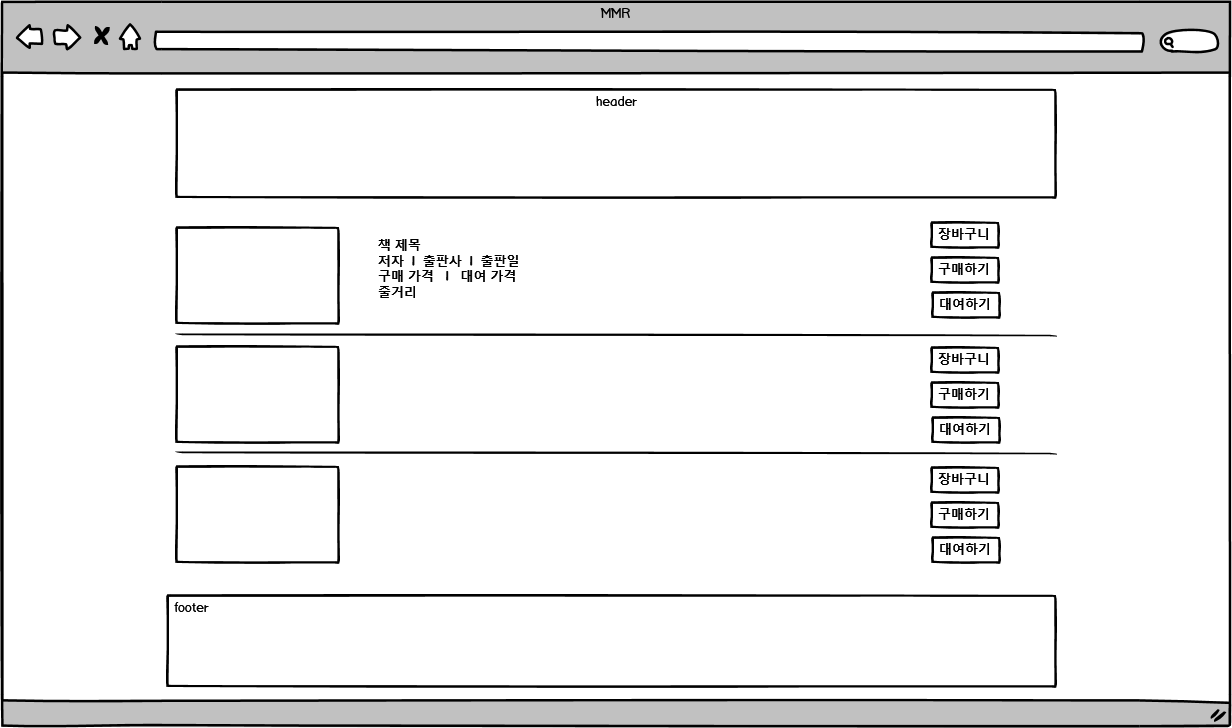 MMR
header
책 제목
저자 | 출판사 | 출판일
구매 가격 | 대여 가격
줄거리
장바구니
구매하기
대여하기
장바구니
구매하기
대여하기
장바구니
구매하기
대여하기
footer